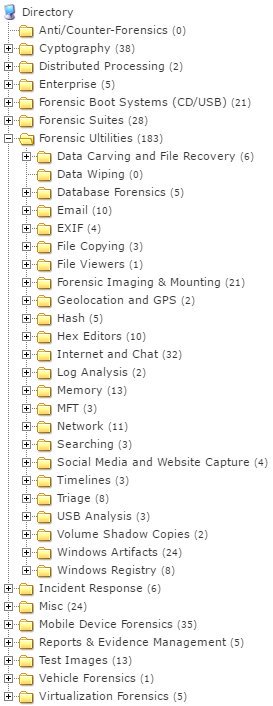 Directory
Anti/Counter-Forensics (0)
Cyptography (38)
Distributed Processing (2)
Enterprise (5)
Forensic Boot Systems (CD/USB) (21)
Forensic Suites (28)
Forensic Ultilities (183)
Data Carving and File Recovery (6)
Data Wiping (0)
Database Forensics (5)
Email (10)
EXIF (4)
File Copying (3)
File Viewers (1)
Forensic Imaging & Mounting (21)
Geolocation and GPS (2)
Hash (5)
Hex Editors (10)
Internet and Chat (32)
Log Analysis (2)
Memory (13)
MFT (3)
Network (11)
Searching (3)
Social Media and Website Capture (4)
Timelines (3)
Triage (8)
USB Analysis (3)
Volume Shadow Copies (2)
Windows Artifacts (24)
Windows Registry (8)
Incident Response (6)
Misc (24)
Mobile Device Forensics (35)
Reports & Evidence Management (5)
Test Images (13)
Vehicle Forensics (1)
Virtualization Forensics (5)